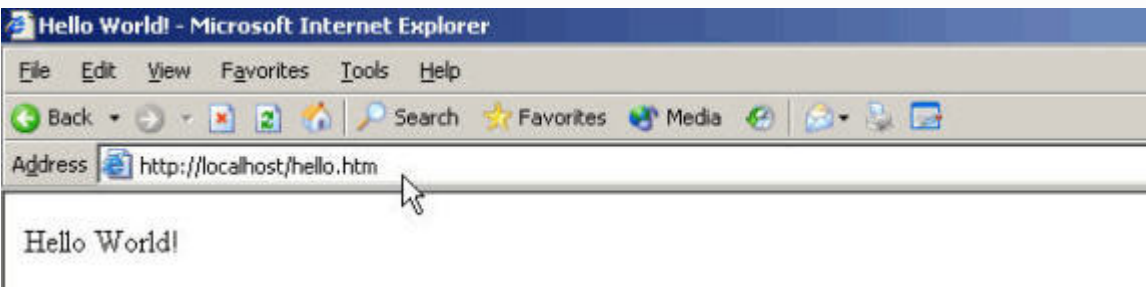 Hello World! - Microsoft Internet Explorer
File Edit View Favorites Tools Help
Back Search Favorites Media
Address http://localhost/hello.htm
Hello World!